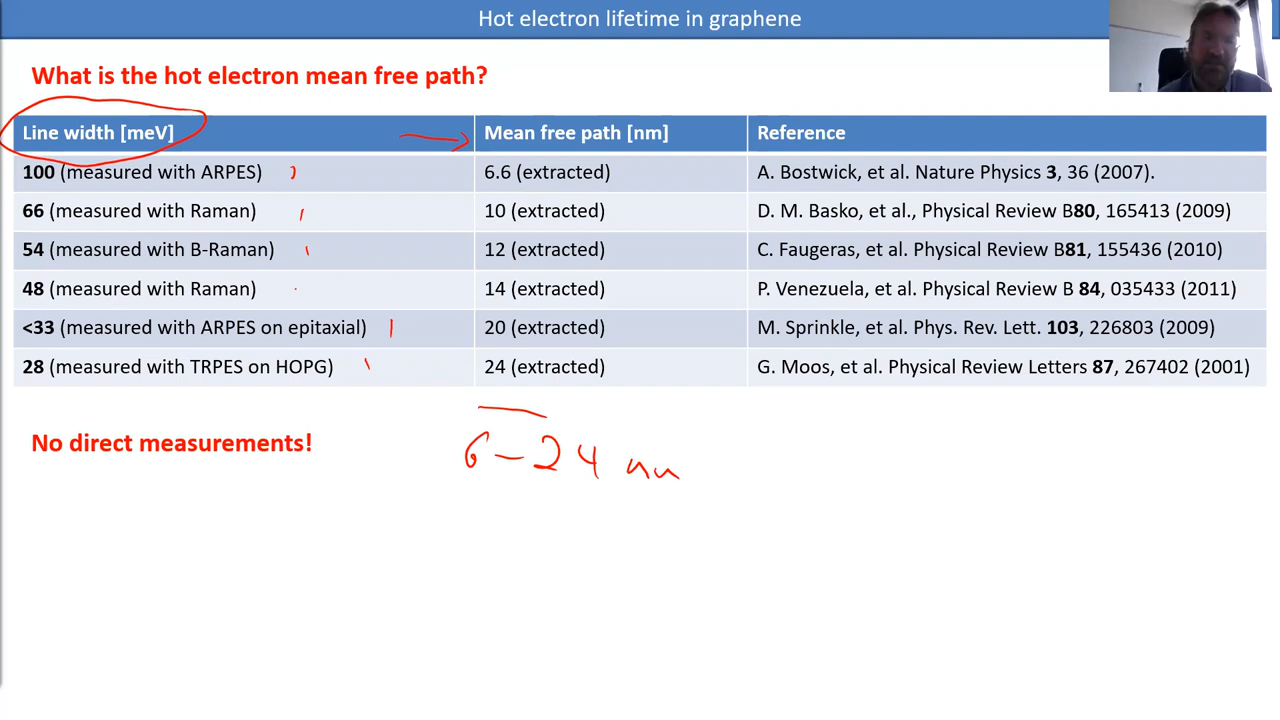 Hot electron lifetime in graphene
What is the hot electron mean free path?
Line width [meV] Mean free path [nm] Reference
100 (measured with ARPES) 6.6 (extracted) A. Bostwick, et al. Nature Physics 3, 36 (2007).
66 (measured with Raman) 10 (extracted) D. M. Basko, et al., Physical Review B80, 165413 (2009)
54 (measured with B-Raman) 12 (extracted) C. Faugeras, et al. Physical Review B81, 155436 (2010)
48 (measured with Raman) 14 (extracted) P. Venezuela, et al. Physical Review B 84, 035433 (2011)
<33 (measured with ARPES on epitaxial) 20 (extracted) M. Sprinkle, et al. Phys. Rev. Lett. 103, 226803 (2009)
28 (measured with TRPES on HOPG) 24 (extracted) G. Moos, et al. Physical Review Letters 87, 267402 (2001)
No direct measurements!
6 – 24 nm